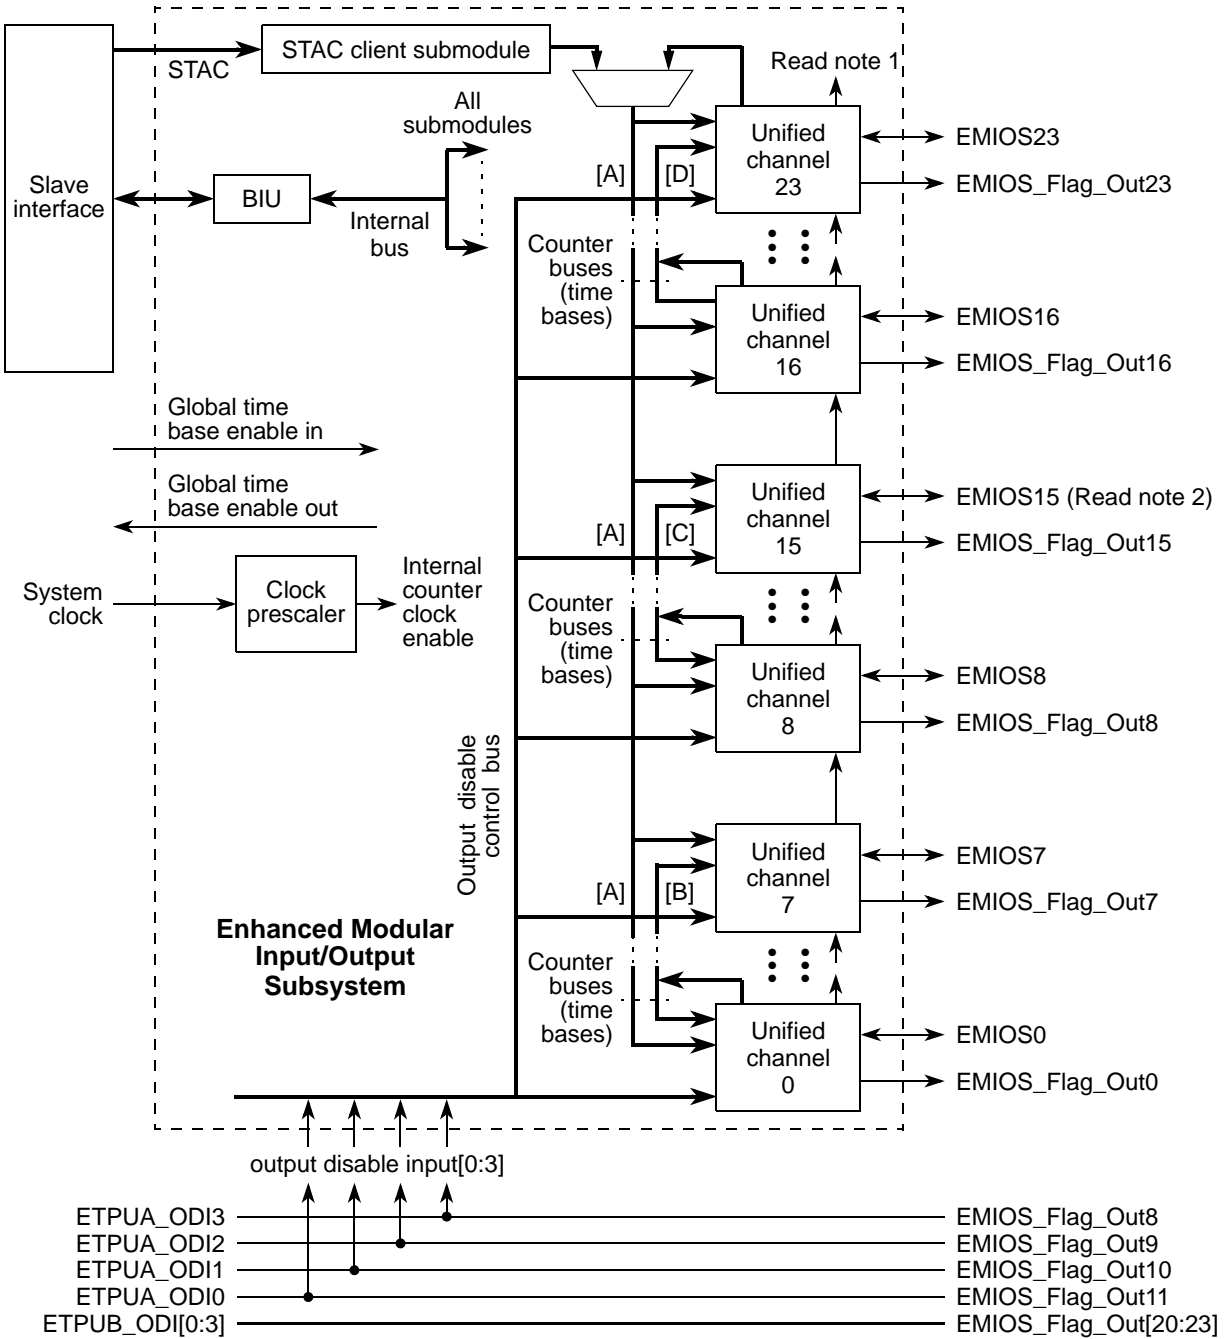 STAC
STAC client submodule
Read note 1
All
submodules
Slave
interface
BIU
Internal
bus
[A]
[D]
Unified
channel
23
EMIOS23
EMIOS_Flag_Out23
Counter
buses
(time
bases)
Unified
channel
16
EMIOS16
EMIOS_Flag_Out16
Global time
base enable in
Global time
base enable out
[A]
[C]
Unified
channel
15
EMIOS15 (Read note 2)
EMIOS_Flag_Out15
System
clock
Clock
prescaler
Internal
counter
clock
enable
Counter
buses
(time
bases)
Unified
channel
8
EMIOS8
EMIOS_Flag_Out8
Output disable
control bus
[A]
[B]
Unified
channel
7
EMIOS7
EMIOS_Flag_Out7
Enhanced Modular
Input/Output
Subsystem
Counter
buses
(time
bases)
Unified
channel
0
EMIOS0
EMIOS_Flag_Out0
output disable input[0:3]
ETPUA_ODI3
EMIOS_Flag_Out8
ETPUA_ODI2
EMIOS_Flag_Out9
ETPUA_ODI1
EMIOS_Flag_Out10
ETPUA_ODI0
EMIOS_Flag_Out11
ETPUB_ODI[0:3]
EMIOS_Flag_Out[20:23]